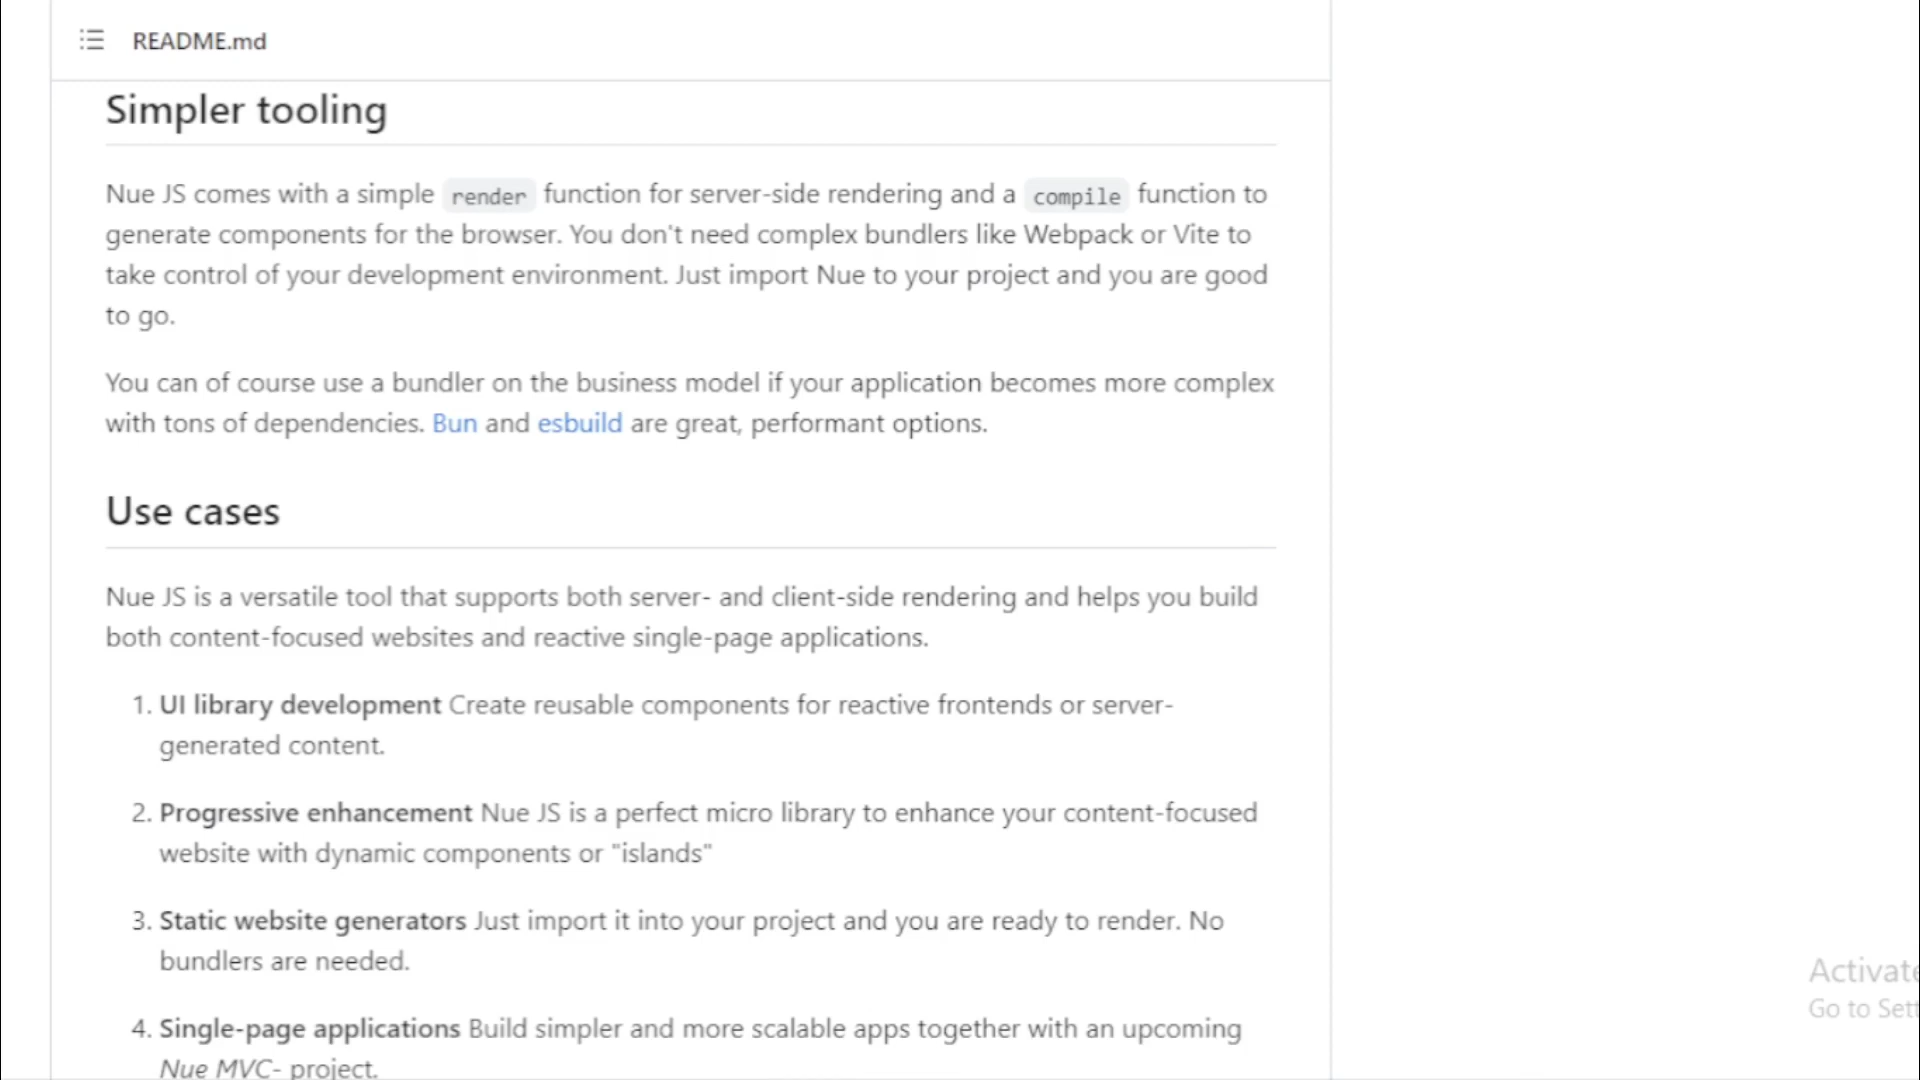 README.md
Simpler tooling
Nue JS comes with a simple render function for server-side rendering and a compile function to
generate components for the browser. You don't need complex bundlers like Webpack or Vite to
take control of your development environment. Just import Nue to your project and you are good
to go.
You can of course use a bundler on the business model if your application becomes more complex
with tons of dependencies. Bun and esbuild are great, performant options.
Use cases
Nue JS is a versatile tool that supports both server- and client-side rendering and helps you build
both content-focused websites and reactive single-page applications.
1. UI library development Create reusable components for reactive frontends or server-
generated content.
2. Progressive enhancement Nue JS is a perfect micro library to enhance your content-focused
website with dynamic components or "islands"
3. Static website generators Just import it into your project and you are ready to render. No
bundlers are needed.
4. Single-page applications Build simpler and more scalable apps together with an upcoming
Nue MVC- project.
Activate
Go to Sett